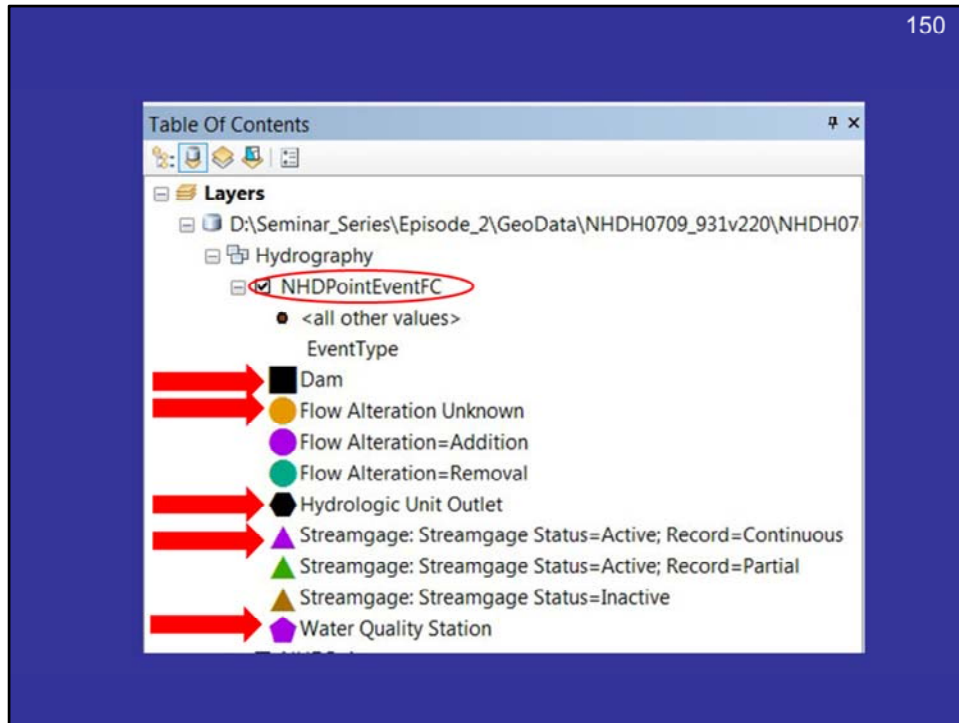 150
Table Of Contents
Layers
D:\Seminar_Series\Episode_2\GeoData\NHDH0709_931v220\NHDH07
Hydrography
NHDPointEventFC
<all other values>
EventType
Dam
Flow Alteration Unknown
Flow Alteration=Addition
Flow Alteration=Removal
Hydrologic Unit Outlet
Streamgage: Streamgage Status=Active; Record=Continuous
Streamgage: Streamgage Status=Active; Record=Partial
Streamgage: Streamgage Status=Inactive
Water Quality Station